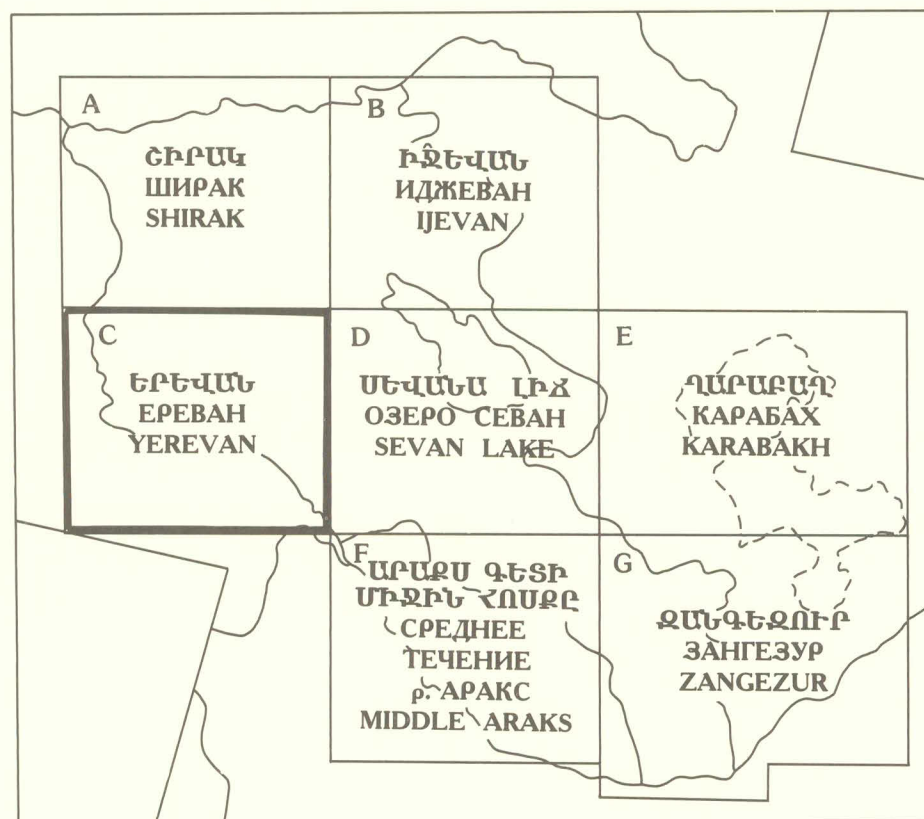 A
ՇԻՐԱԿ
ШИРАК
SHIRAK
B
ԻՋԵՎԱՆ
ИДЖЕВАН
IJEVAN
C
ԵՐԵՎԱՆ
ЕРЕВАН
YEREVAN
D
ՍԵՎԱՆԱ ԼԻՃ
ОЗЕРО СЕВАН
SEVAN LAKE
E
ՂԱՐԱԲԱՂ
КАРАБАХ
KARABAKH
F
ԱՐԱՔՍ ԳԵՏԻ
ՄԻՋԻՆ ՀՈՍՔԸ
СРЕДНЕЕ
ТЕЧЕНИЕ
р. АРАКС
MIDDLE ARAKS
G
ԶԱՆԳԵԶՈՒՐ
ЗАНГЕЗУР
ZANGEZUR